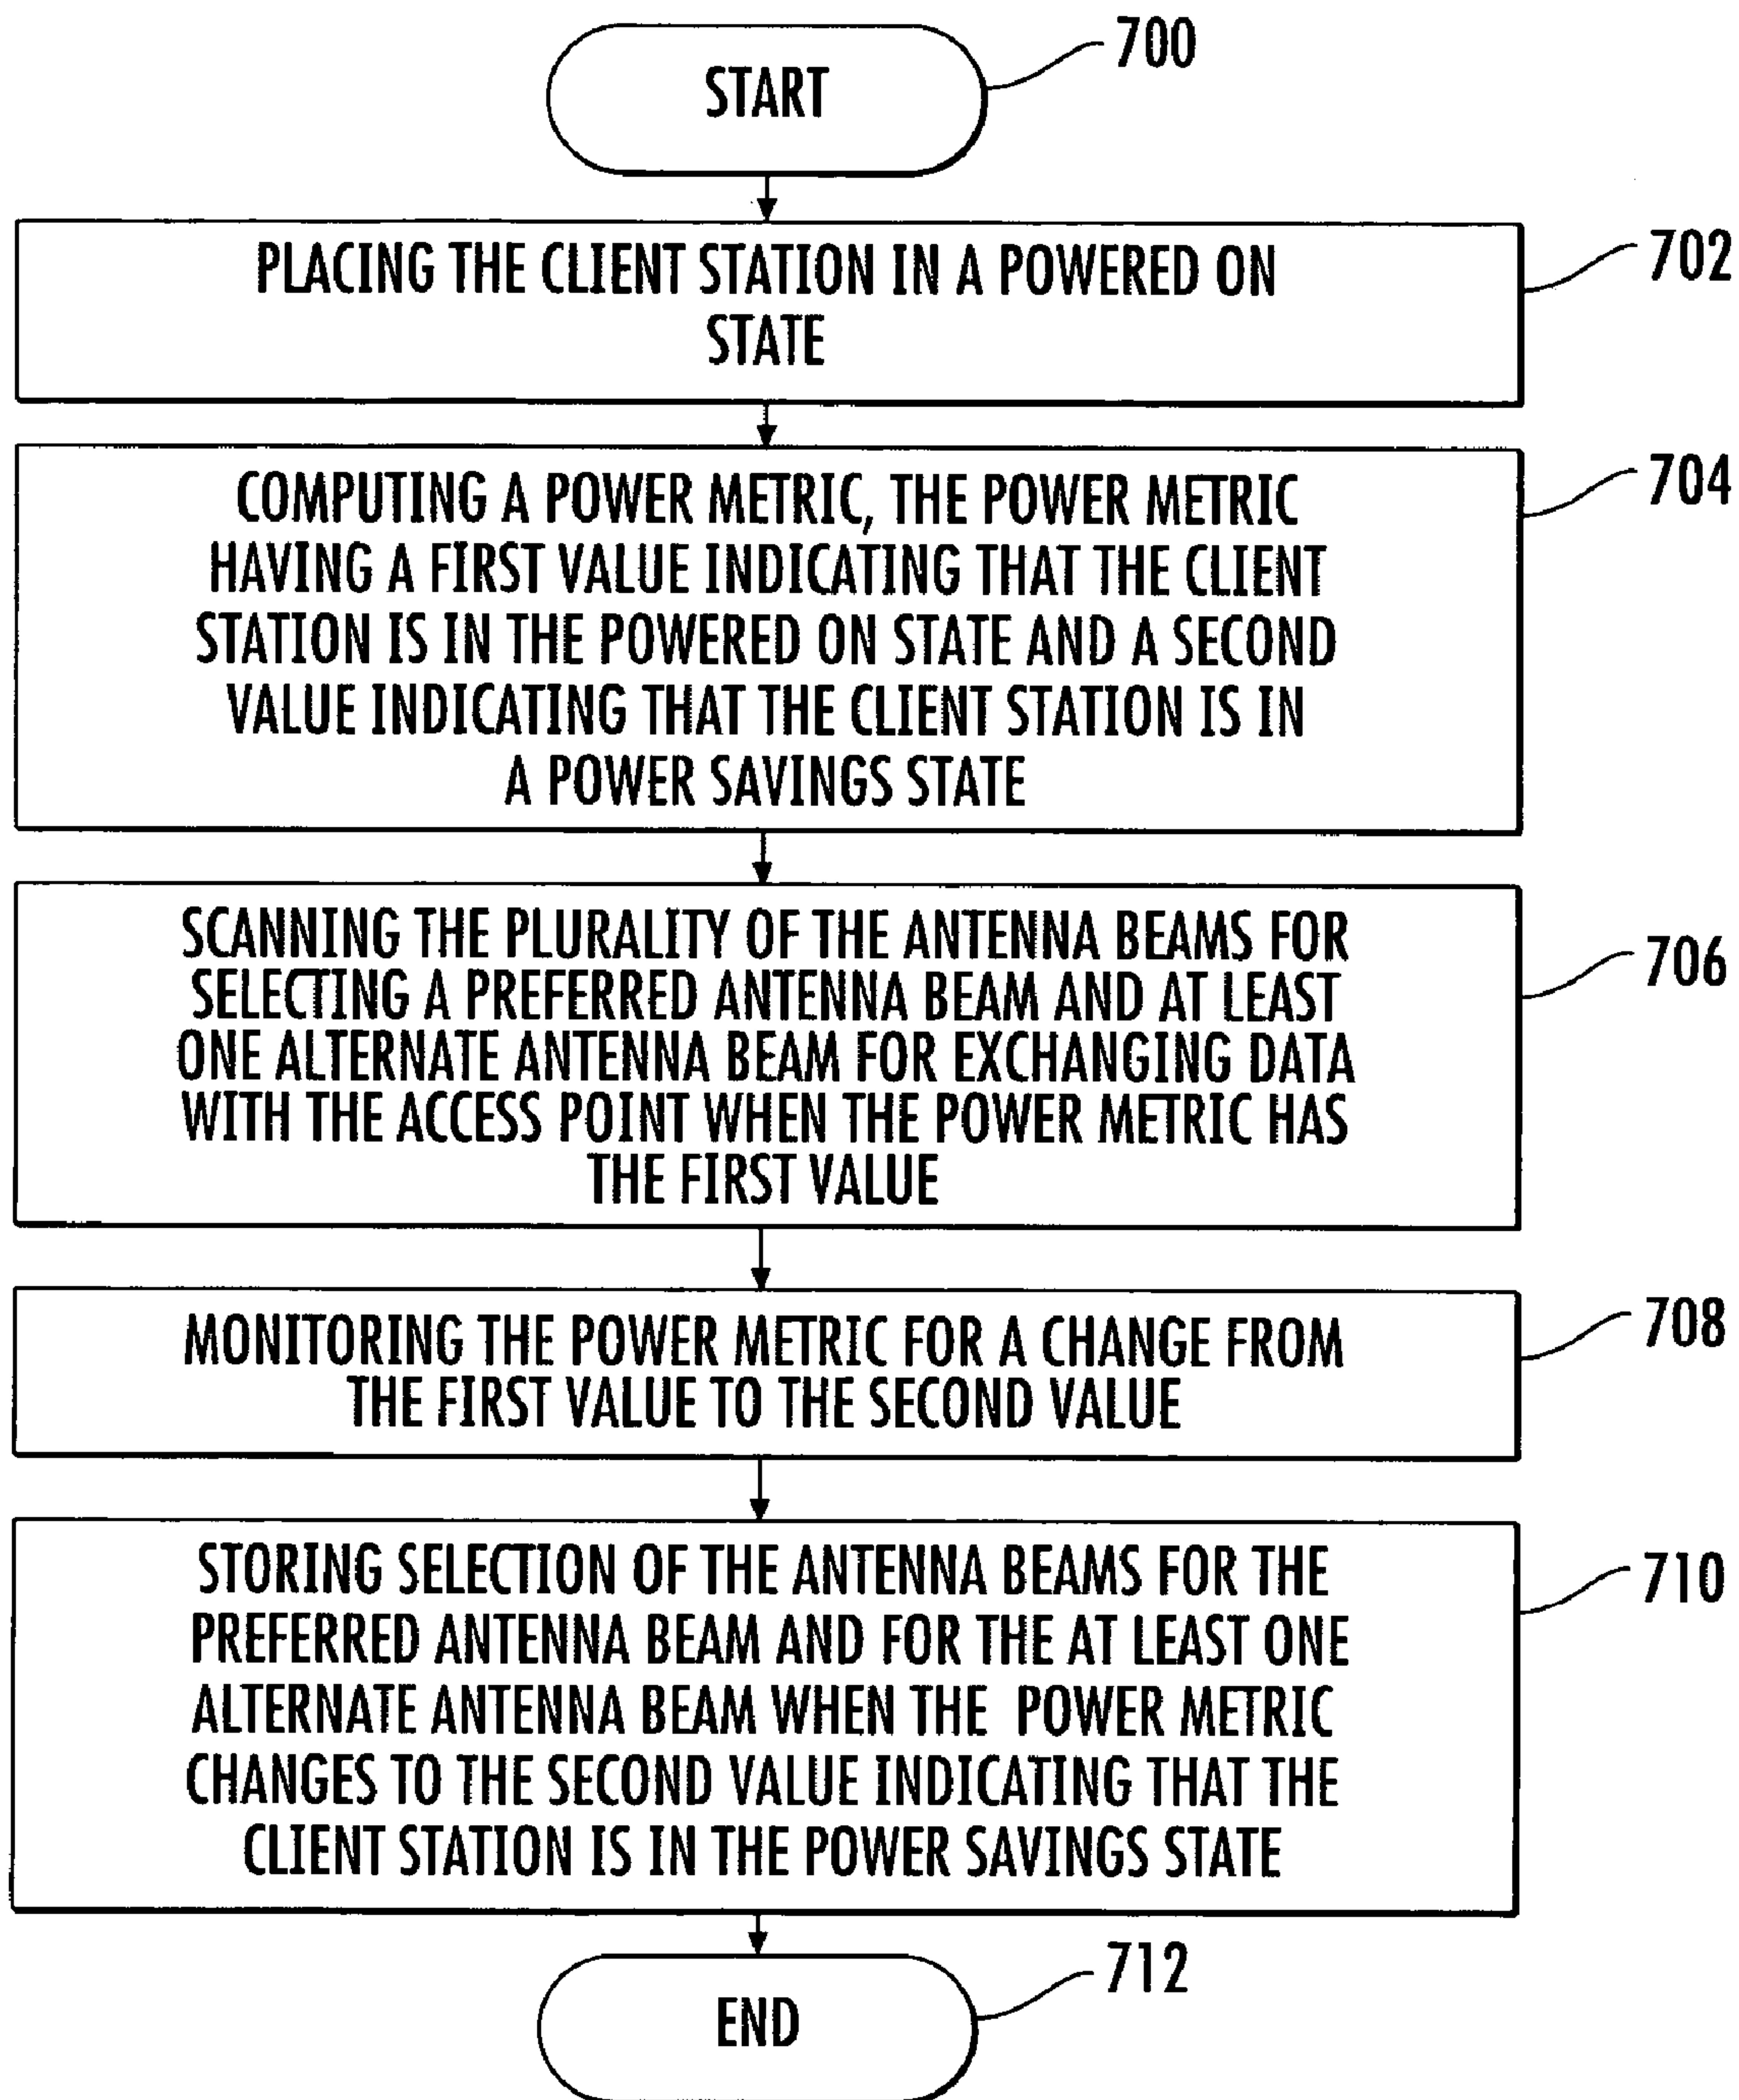 START
700
PLACING THE CLIENT STATION IN A POWERED ON
STATE
702
COMPUTING A POWER METRIC, THE POWER METRIC
HAVING A FIRST VALUE INDICATING THAT THE CLIENT
STATION IS IN THE POWERED ON STATE AND A SECOND
VALUE INDICATING THAT THE CLIENT STATION IS IN
A POWER SAVINGS STATE
704
SCANNING THE PLURALITY OF THE ANTENNA BEAMS FOR
SELECTING A PREFERRED ANTENNA BEAM AND AT LEAST
ONE ALTERNATE ANTENNA BEAM FOR EXCHANGING DATA
WITH THE ACCESS POINT WHEN THE POWER METRIC HAS
THE FIRST VALUE
706
MONITORING THE POWER METRIC FOR A CHANGE FROM
THE FIRST VALUE TO THE SECOND VALUE
708
STORING SELECTION OF THE ANTENNA BEAMS FOR THE
PREFERRED ANTENNA BEAM AND FOR THE AT LEAST ONE
ALTERNATE ANTENNA BEAM WHEN THE POWER METRIC
CHANGES TO THE SECOND VALUE INDICATING THAT THE
CLIENT STATION IS IN THE POWER SAVINGS STATE
710
END
712